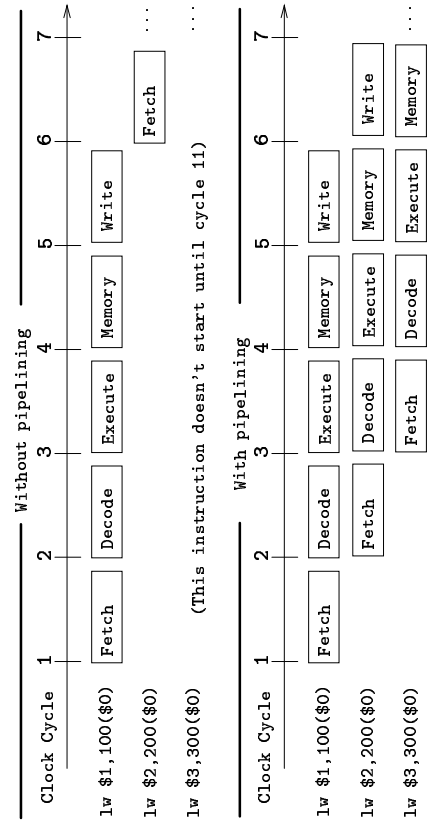 Without pipelining
Clock Cycle 1 2 3 4 5 6 7
lw $1,100($0) Fetch Decode Execute Memory Write
lw $2,200($0) Fetch ...
lw $3,300($0) ...
(This instruction doesn't start until cycle 11)
With pipelining
Clock Cycle 1 2 3 4 5 6 7
lw $1,100($0) Fetch Decode Execute Memory Write
lw $2,200($0) Fetch Decode Execute Memory Write
lw $3,300($0) Fetch Decode Execute Memory ...